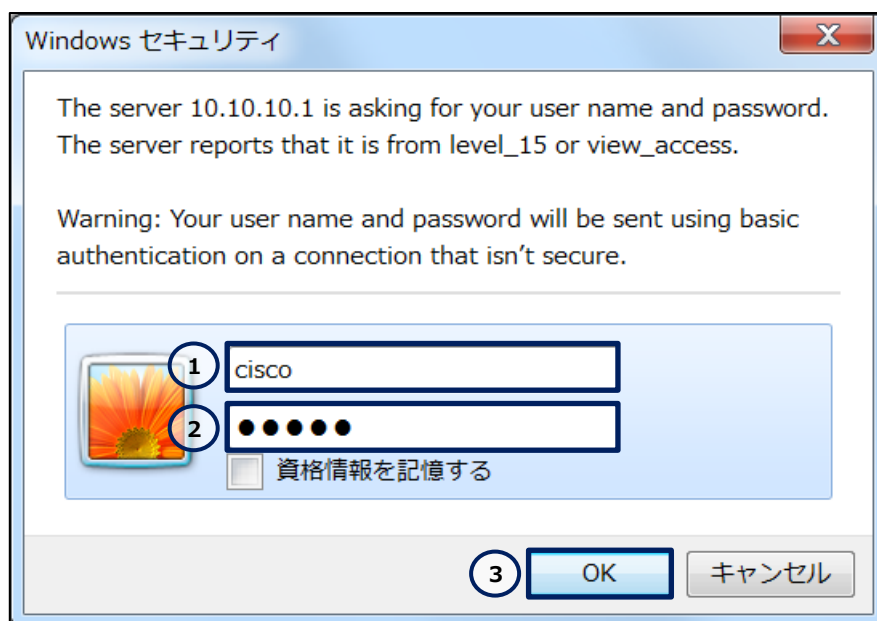 Windows セキュリティ
X
The server 10.10.10.1 is asking for your user name and password.
The server reports that it is from level_15 or view_access.
Warning: Your user name and password will be sent using basic
authentication on a connection that isn't secure.
1
cisco
2
●●●●●
資格情報を記憶する
3
OK
キャンセル